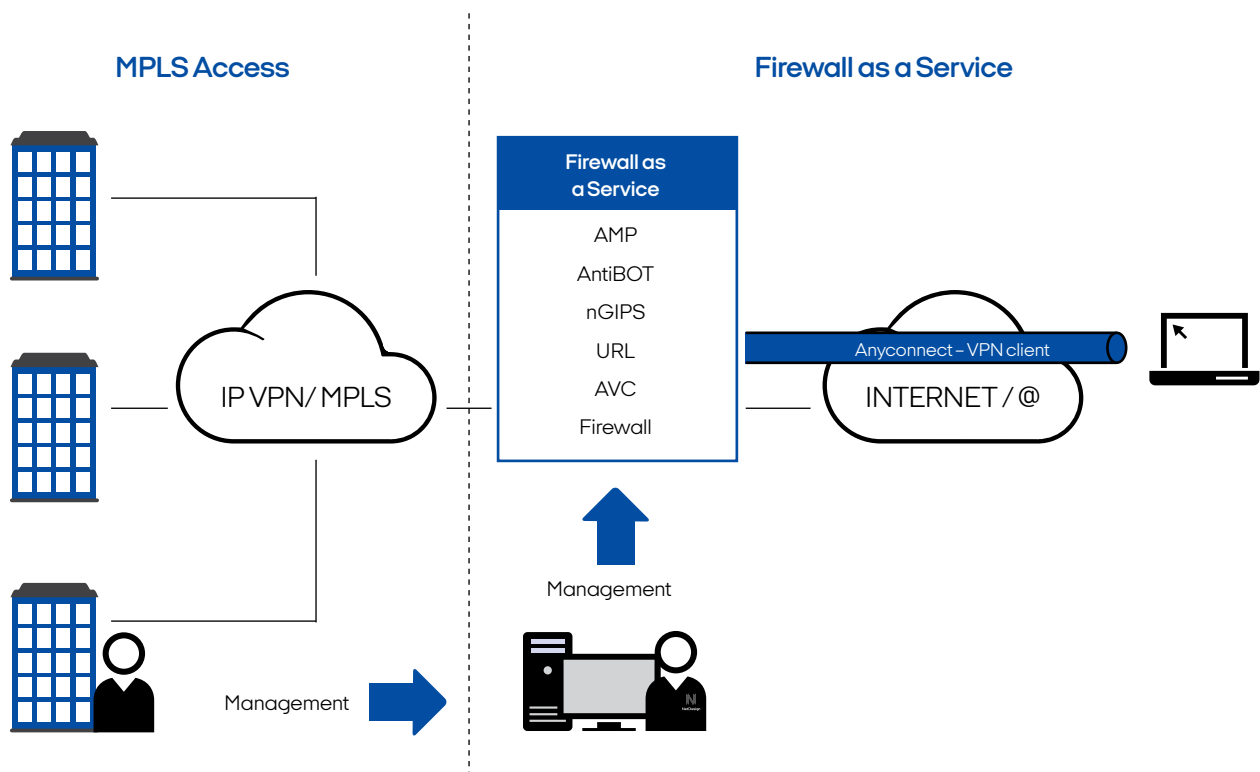 MPLS Access
Firewall as a Service
Firewall as
a Service
AMP
AntiBOT
nGIPS
URL
AVC
Firewall
IP VPN/ MPLS
Anyconnect – VPN client
INTERNET / @
Management
Management
NetDesign